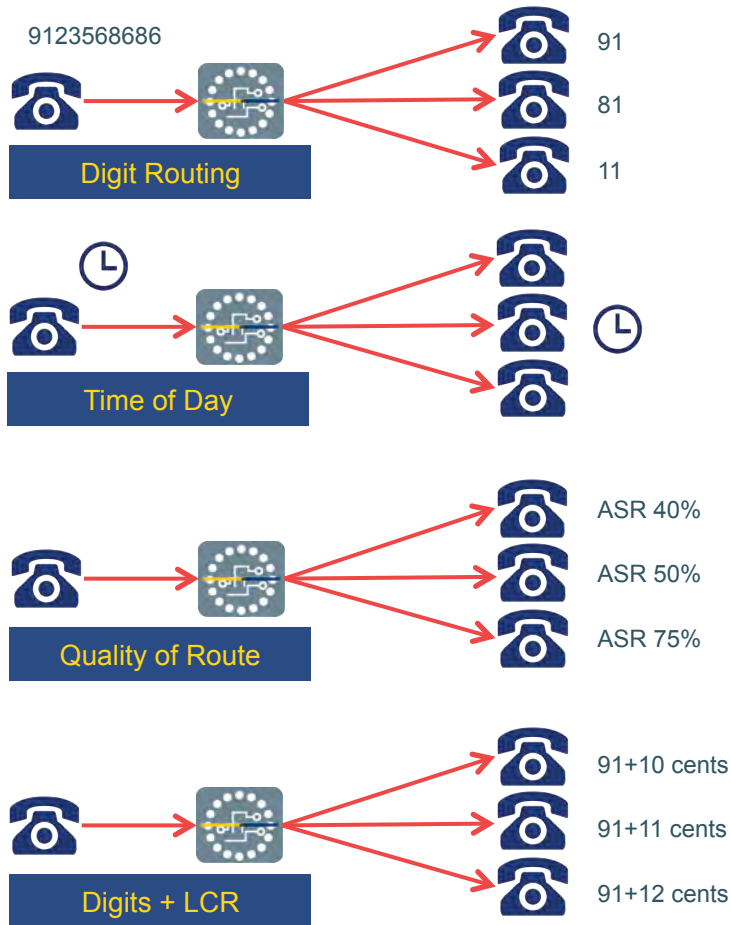 9123568686
91
81
11
Digit Routing
Time of Day
ASR 40%
ASR 50%
ASR 75%
Quality of Route
91+10 cents
91+11 cents
91+12 cents
Digits + LCR